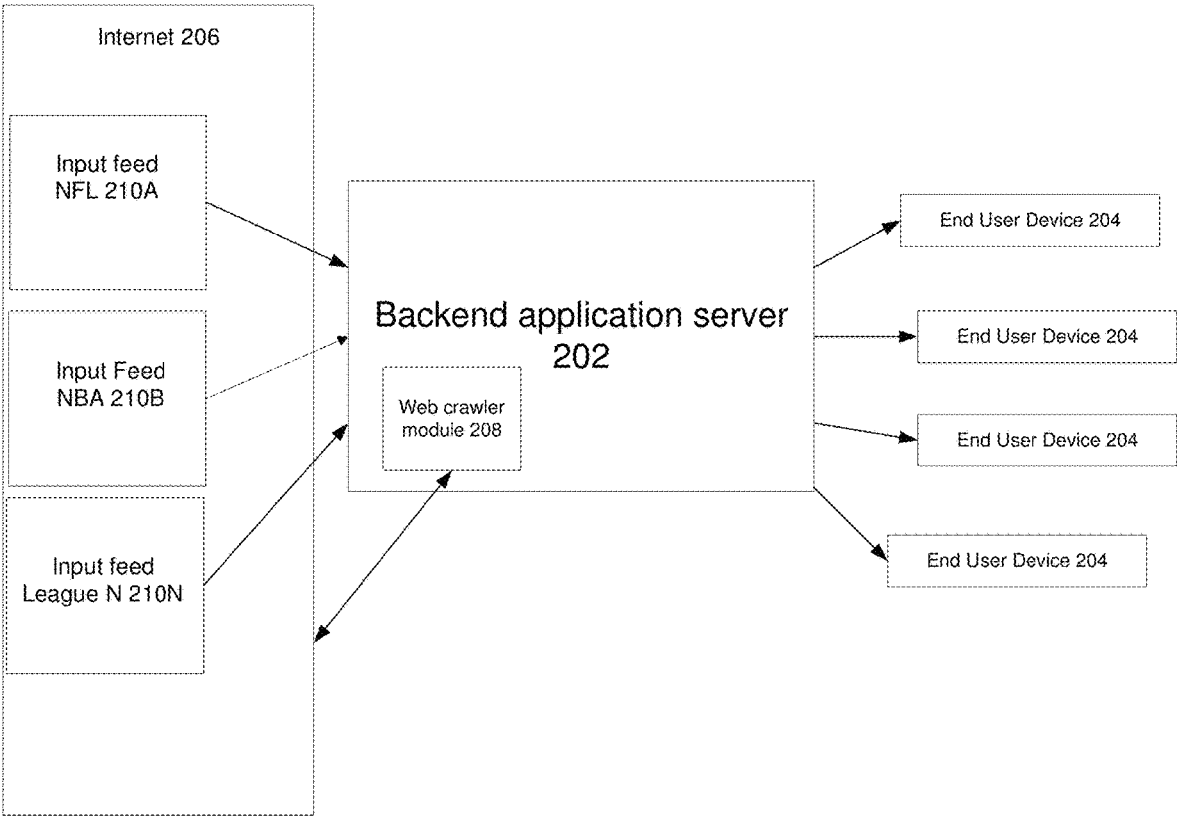 Internet 206
Input feed
NFL 210A
Input Feed
NBA 210B
Input feed
League N 210N
Backend application server
202
Web crawler
module 208
End User Device 204
End User Device 204
End User Device 204
End User Device 204